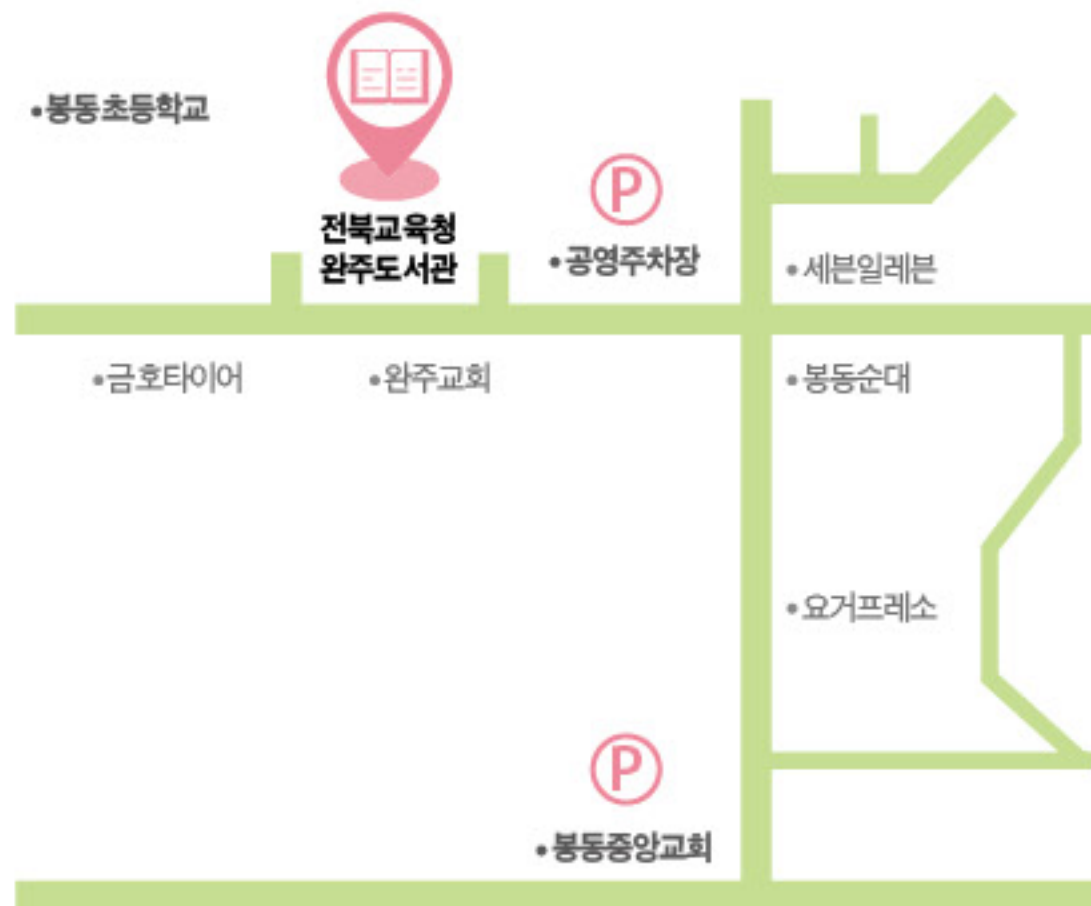 •봉동초등학교
전북교육청
완주도서관
P
•공영주차장
•세븐일레븐
•금호타이어
•완주교회
•봉동순대
•요거프레소
P
•봉동중앙교회